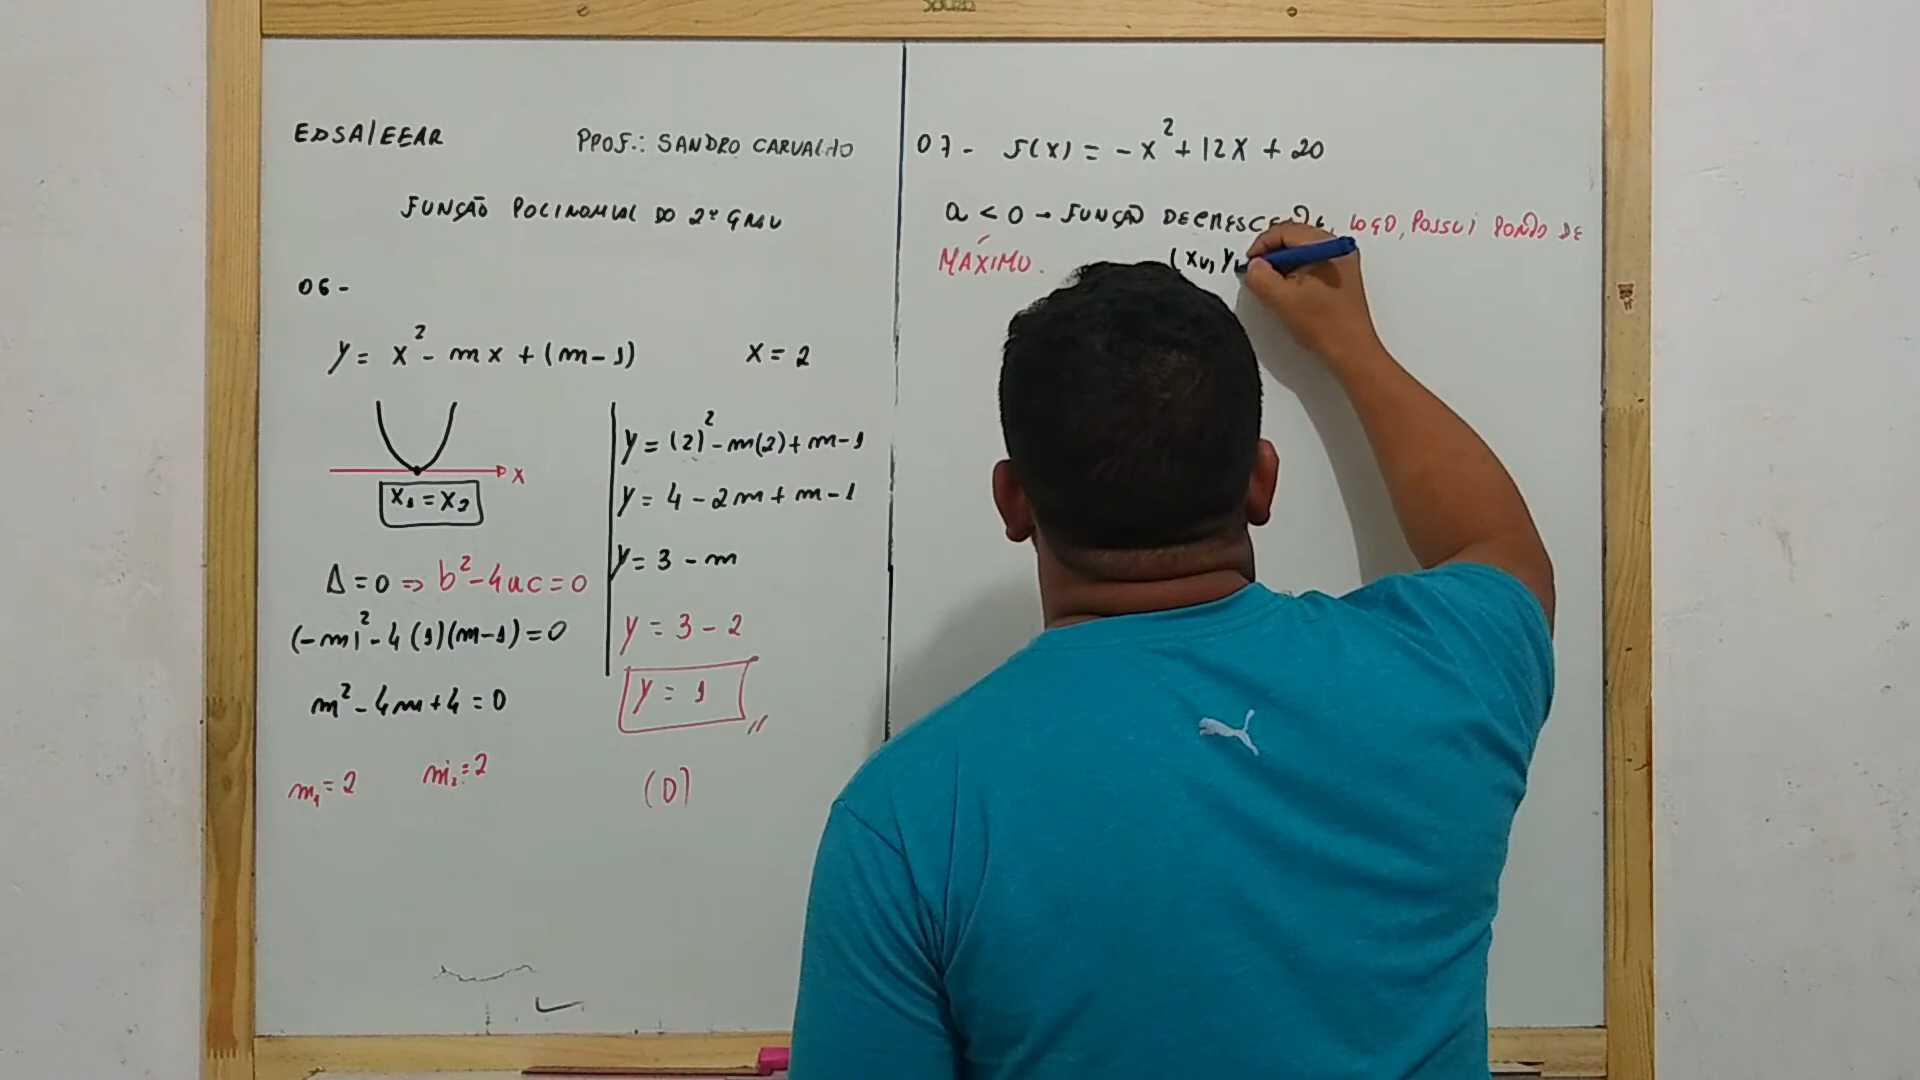 EDSA/EEAR
PROF.: SANDRO CARVALHO
FUNÇÃO POLINOMIAL DO 2º GRAU
06-
y = x² - mx + (m-1)
x = 2
x
x₁ = x₂
Δ = 0 ⇒ b² - 4ac = 0
(-m)² - 4(1)(m-1) = 0
m² - 4m + 4 = 0
m₁ = 2
m₂ = 2
y = (2)² - m(2) + m-1
y = 4 - 2m + m - 1
y = 3 - m
y = 3 - 2
y = 1
(D)
07- f(x) = -x² + 12x + 20
a < 0 → FUNÇÃO DECRESCENTE, LOGO, POSSUI PONTO DE
MÁXIMO. (xv, yv